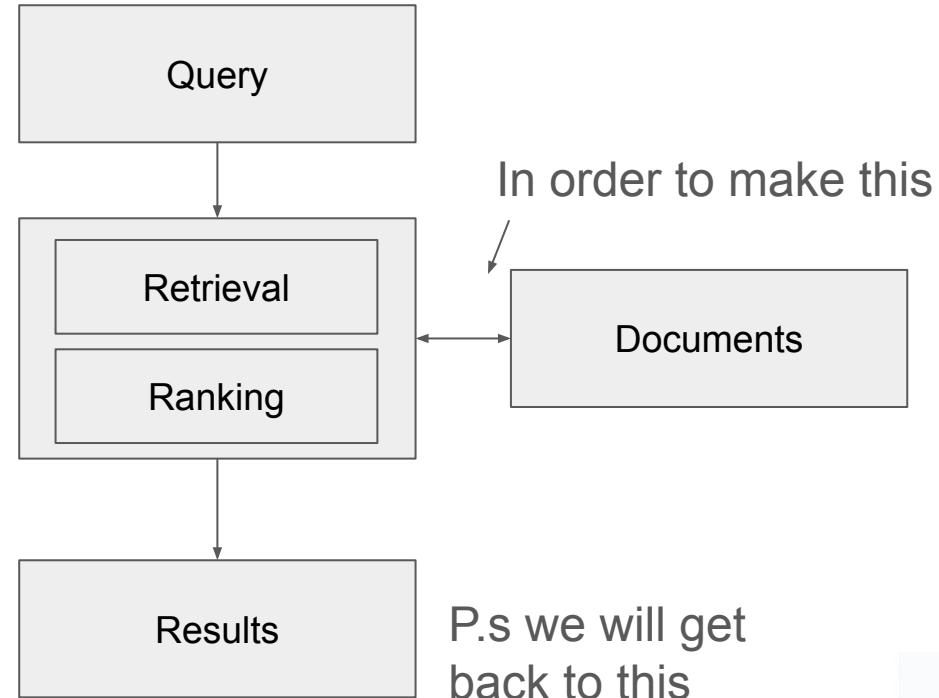 Query
In order to make this
Retrieval
Documents
Ranking
Results
P.s we will get
back to this